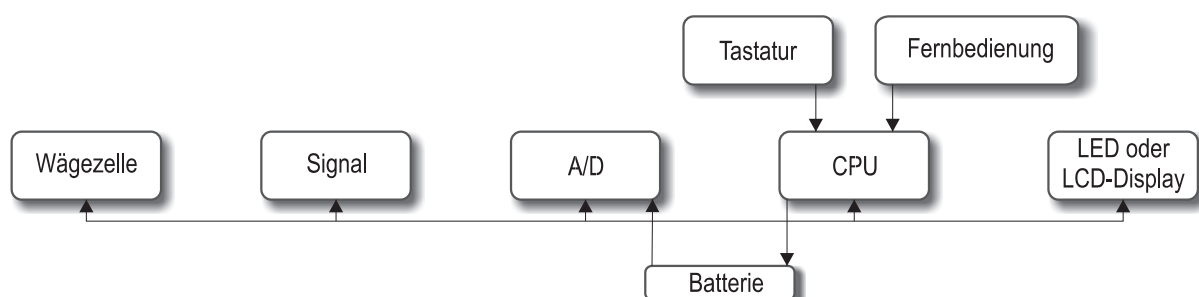 Tastatur
Fernbedienung
Wägezelle
Signal
A/D
CPU
LED oder
LCD-Display
Batterie